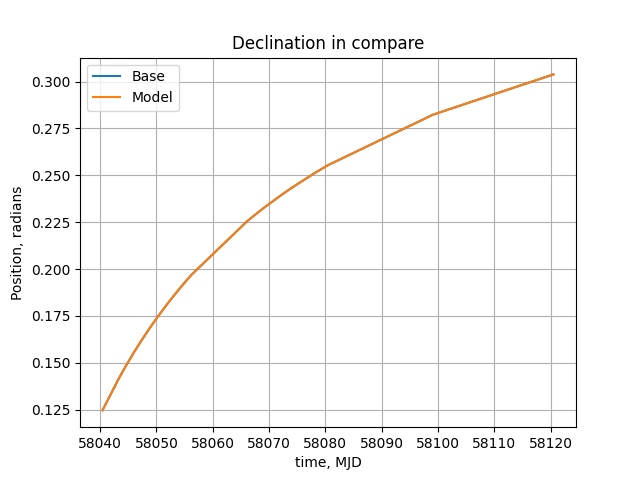 Declination in compare
Base
Model
0.300
0.275
0.250
0.225
0.200
0.175
0.150
0.125
Position, radians
58040 58050 58060 58070 58080 58090 58100 58110 58120
time, MJD